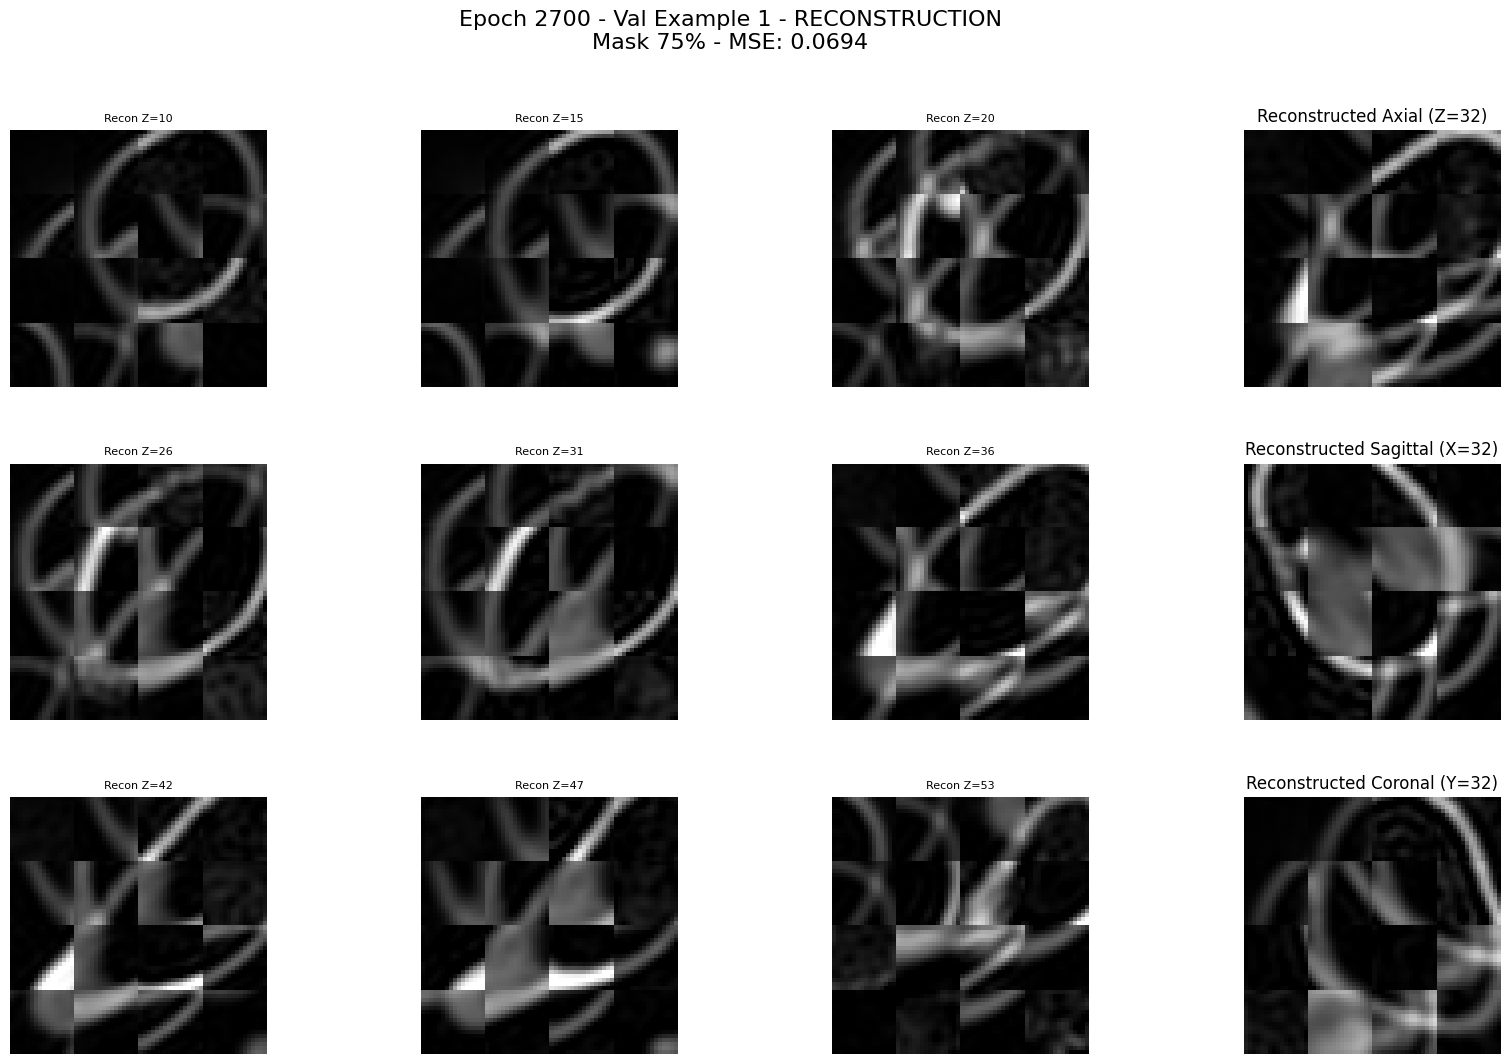 Epoch 2700 - Val Example 1 - RECONSTRUCTION
Mask 75% - MSE: 0.0694
Recon Z=10
Recon Z=15
Recon Z=20
Reconstructed Axial (Z=32)
Recon Z=26
Recon Z=31
Recon Z=36
Reconstructed Sagittal (X=32)
Recon Z=42
Recon Z=47
Recon Z=53
Reconstructed Coronal (Y=32)